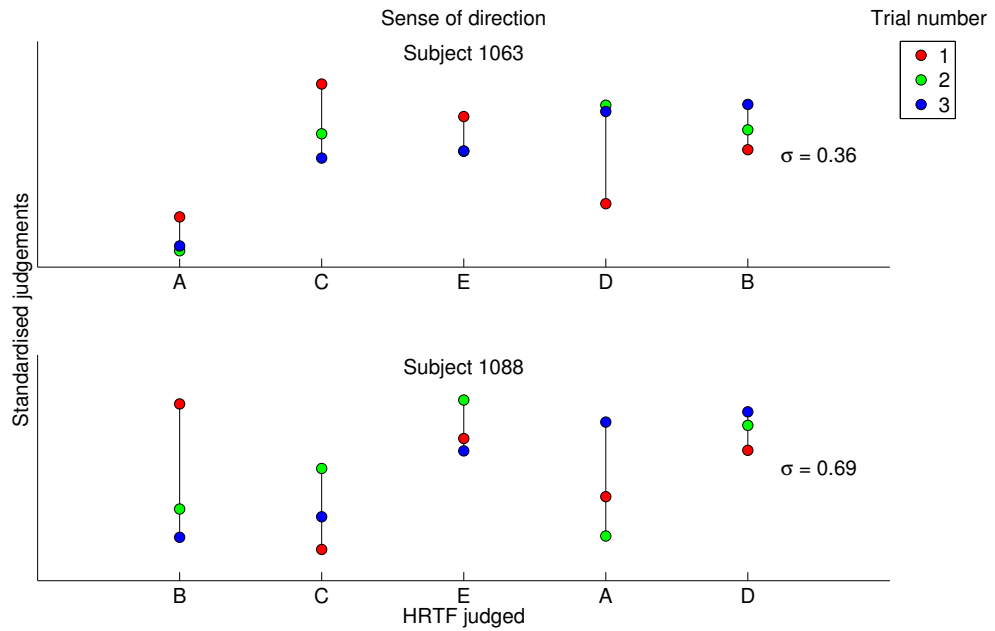 Sense of direction
Trial number
Subject 1063
1
2
3
σ = 0.36
A C E D B
Standardised judgements
Subject 1088
σ = 0.69
B C E A D
HRTF judged